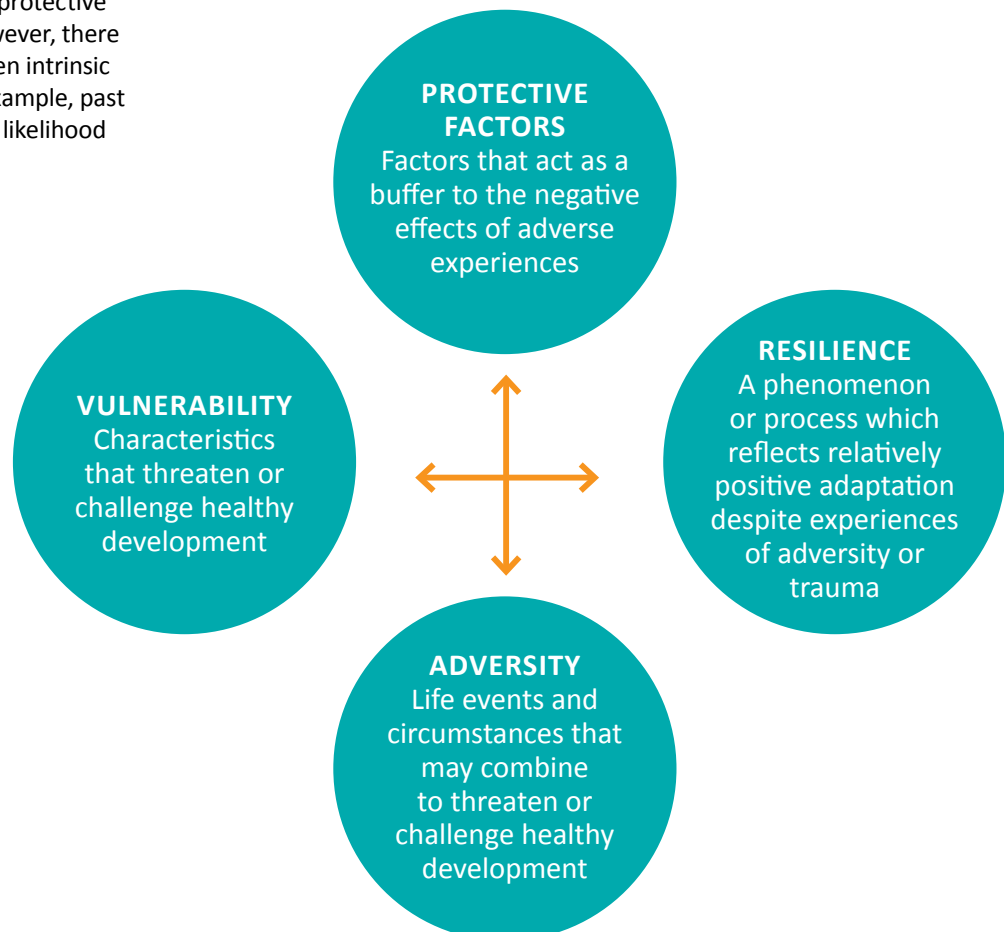 protective
vever, there
en intrinsic
xample, past
likelihood
PROTECTIVE
FACTORS
Factors that act as a
buffer to the negative
effects of adverse
experiences
VULNERABILITY
Characteristics
that threaten or
challenge healthy
development
RESILIENCE
A phenomenon
or process which
reflects relatively
positive adaptation
despite experiences
of adversity or
trauma
ADVERSITY
Life events and
circumstances that
may combine
to threaten or
challenge healthy
development